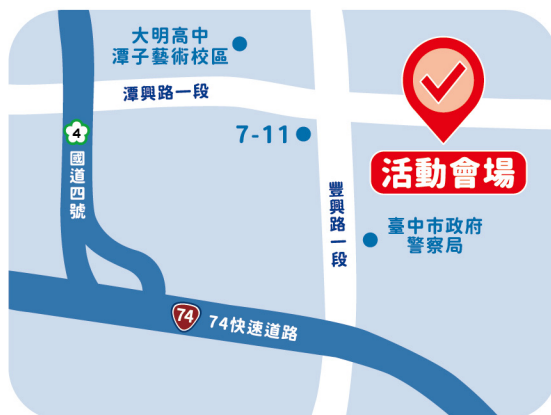 大明高中
潭子藝術校區
潭興路一段
7-11
4
國道四號
活動會場
豐興路一段
臺中市政府
警察局
74
74快速道路